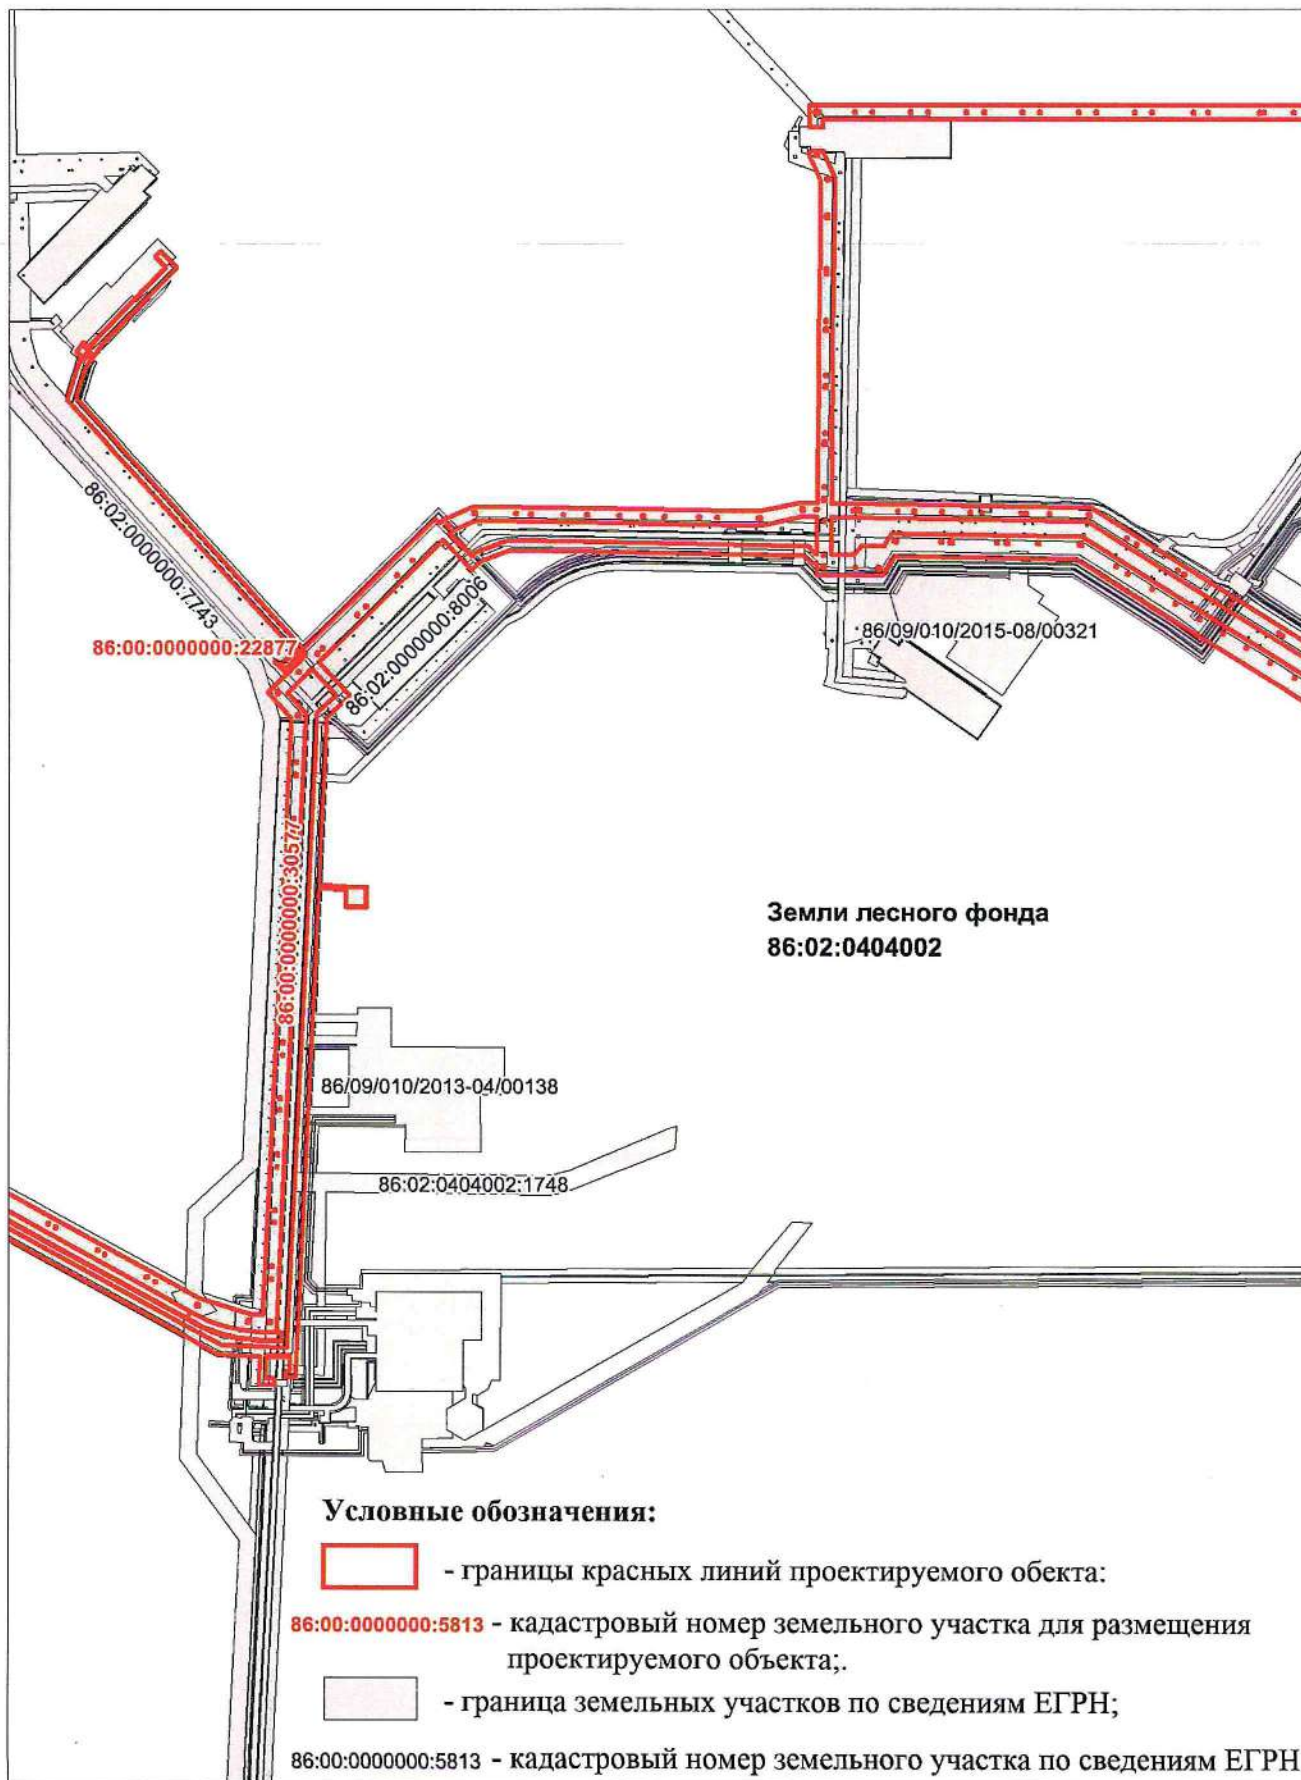 86:02:0000000:7743
86:00:0000000:22877
86:02:0000000:8006
86/09/010/2015-08/00321
86:00:0000000:30577
Земли лесного фонда
86:02:0404002
86/09/010/2013-04/00138
86:02:0404002:1748
Условные обозначения:
- границы красных линий проектируемого обекта:
86:00:0000000:5813 - кадастровый номер земельного участка для размещения
проектируемого объекта;.
- граница земельных участков по сведениям ЕГРН;
86:00:0000000:5813 - кадастровый номер земельного участка по сведениям ЕГРН